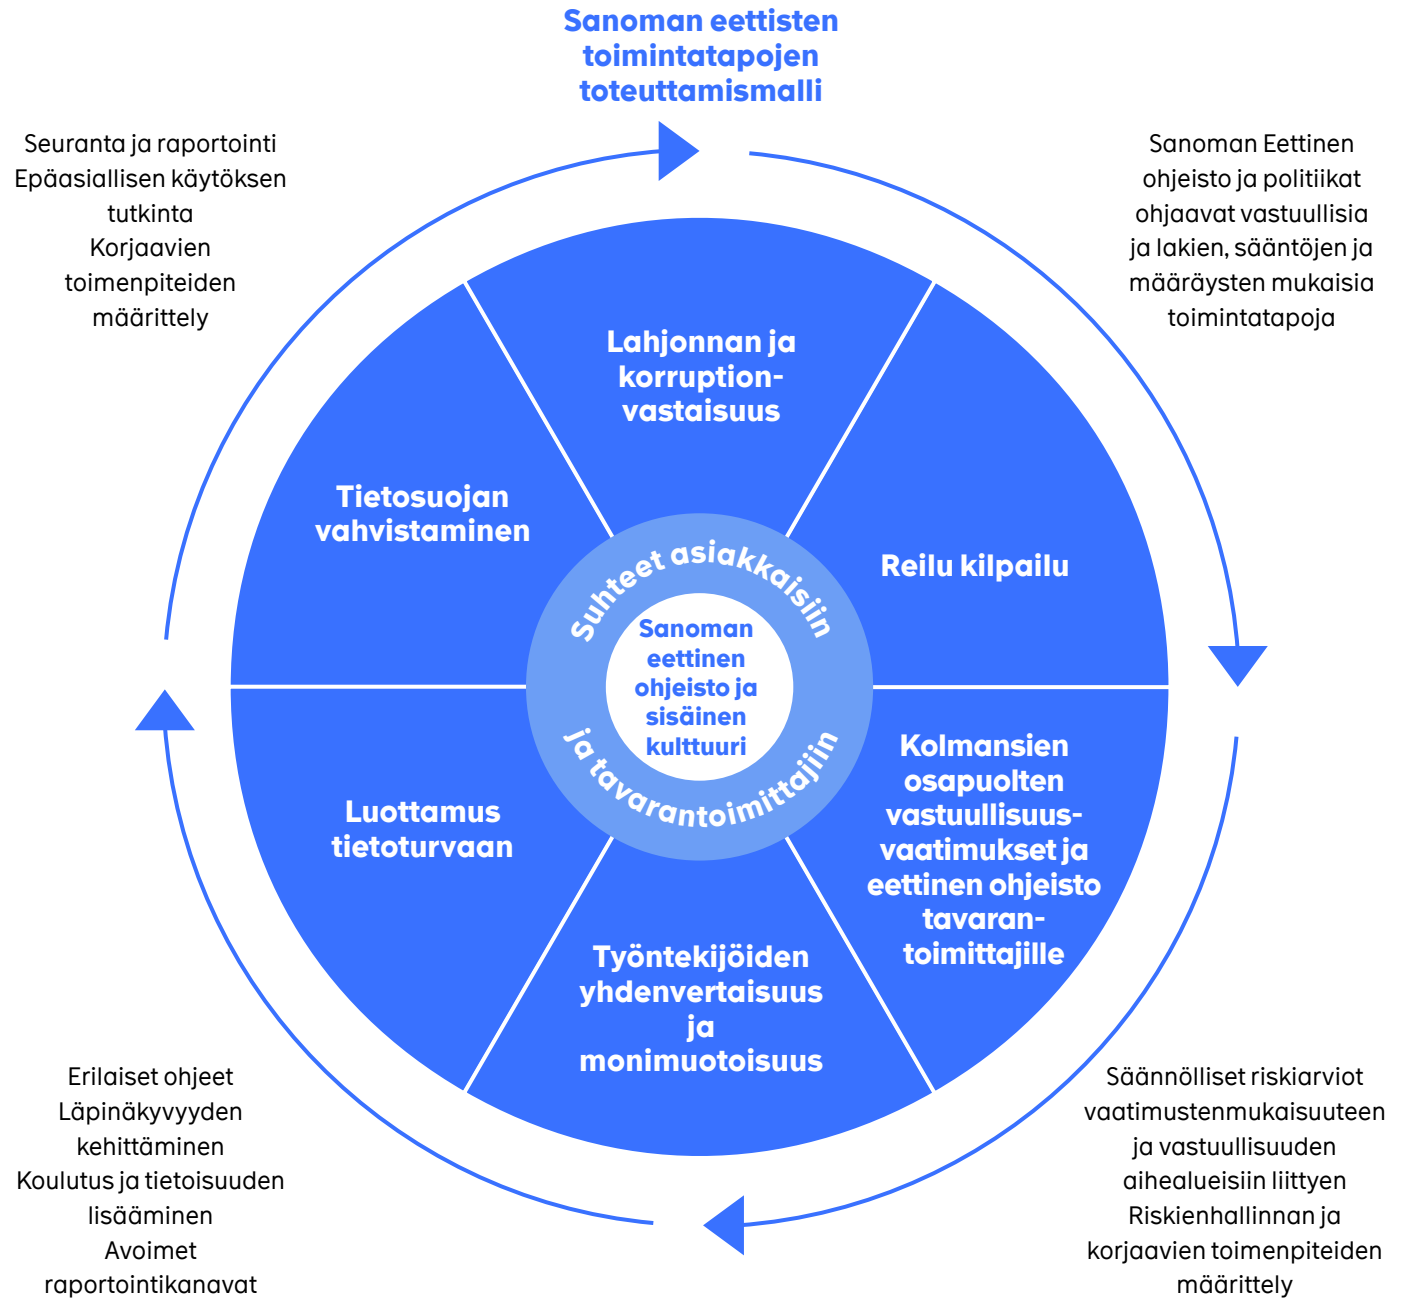 Sanoman eettisten
toimintatapojen
toteuttamismalli
Seuranta ja raportointi
Epäasiallisen käytöksen
tutkinta
Korjaavien
toimenpiteiden
määrittely
Sanoman Eettinen
ohjeisto ja politiikat
ohjaavat vastuullisia
ja lakien, sääntöjen ja
määräysten mukaisia
toimintatapoja
Lahjonnan ja
korruption-
vastaisuus
Tietosuojan
vahvistaminen
Reilu kilpailu
Suhteet asiakkaisiin
ja tavarantoimittajiin
Sanoman
eettinen
ohjeisto ja
sisäinen
kulttuuri
Kolmansien
osapuolten
vastuullisuus-
vaatimukset ja
eettinen ohjeisto
tavaran-
toimittajille
Luottamus
tietoturvaan
Työntekijöiden
yhdenvertaisuus
ja
monimuotoisuus
Erilaiset ohjeet
Läpinäkyvyyden
kehittäminen
Koulutus ja tietoisuuden
lisääminen
Avoimet
raportointikanavat
Säännölliset riskiarviot
vaatimustenmukaisuuteen
ja vastuullisuuden
aihealueisiin liittyen
Riskienhallinnan ja
korjaavien toimenpiteiden
määrittely